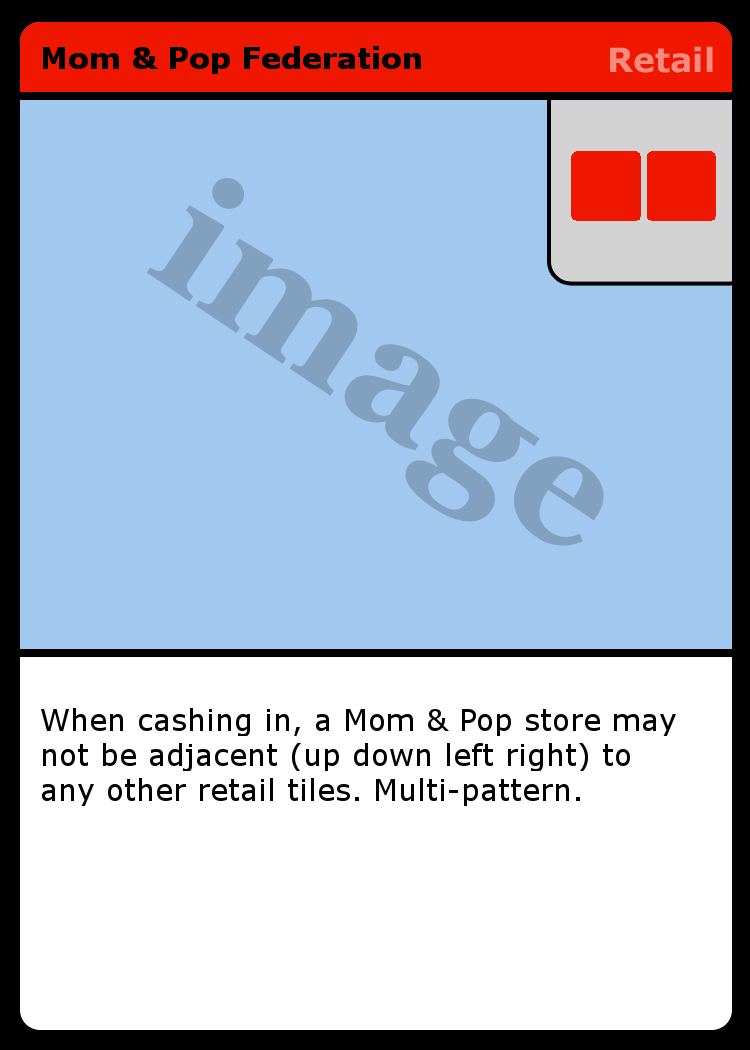 Mom & Pop Federation
Retail
image
When cashing in, a Mom & Pop store may
not be adjacent (up down left right) to
any other retail tiles. Multi-pattern.